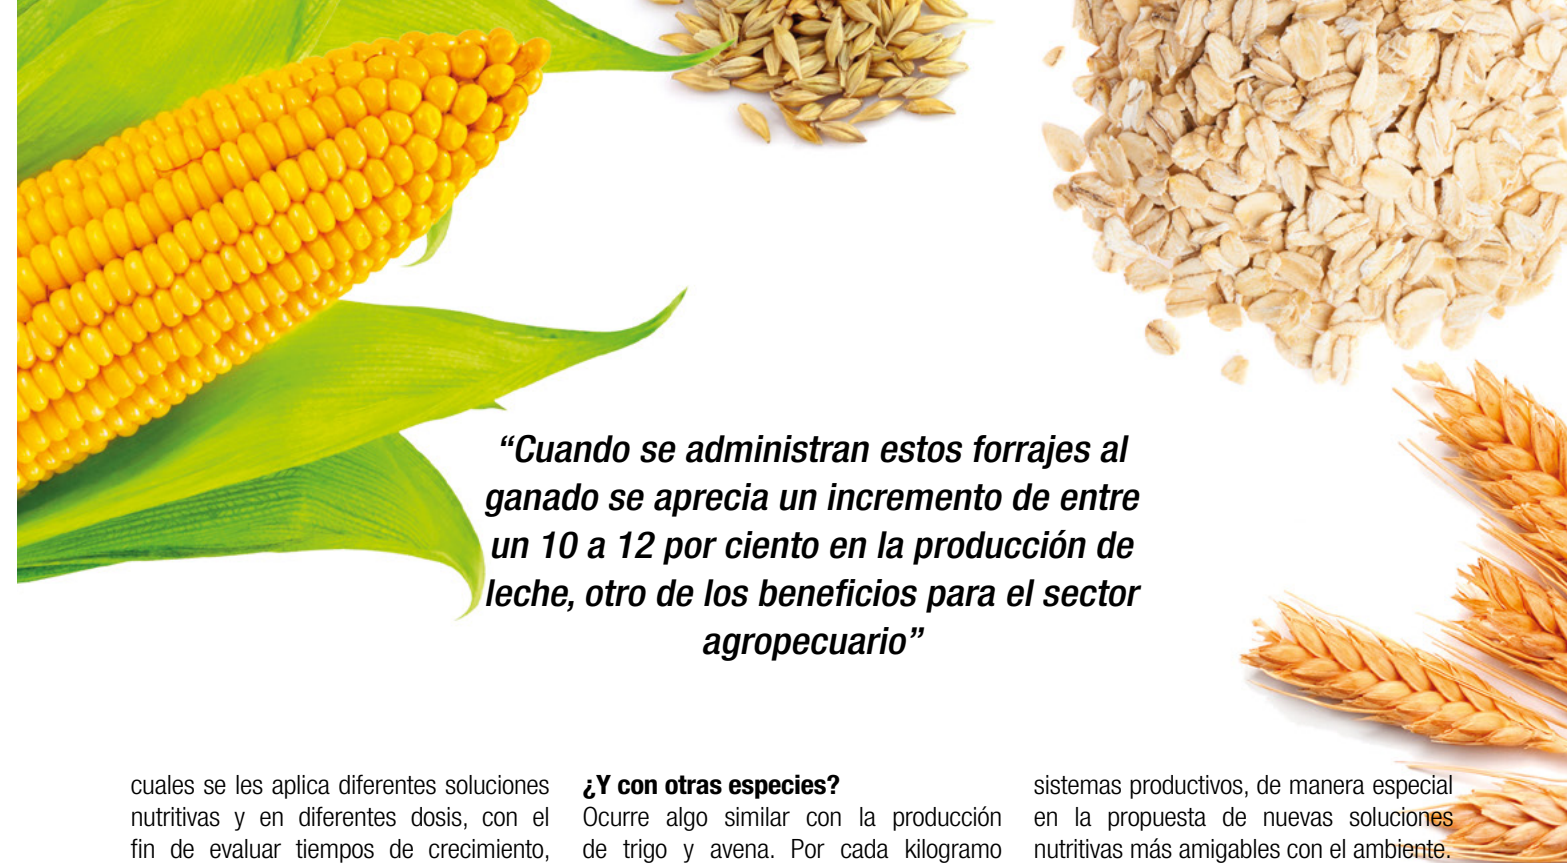 “Cuando se administran estos forrajes al
ganado se aprecia un incremento de entre
un 10 a 12 por ciento en la producción de
leche, otro de los beneficios para el sector
agropecuario”
cuales se les aplica diferentes soluciones
nutritivas y en diferentes dosis, con el
fin de evaluar tiempos de crecimiento,
¿Y con otras especies?
Ocurre algo similar con la producción
de trigo y avena. Por cada kilogramo
sistemas productivos, de manera especial
en la propuesta de nuevas soluciones
nutritivas más amigables con el ambiente.